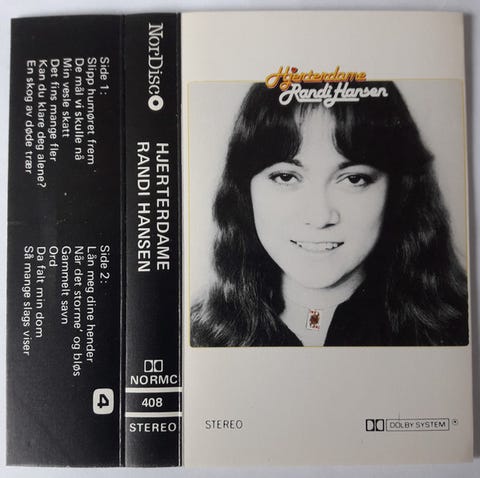 Side 1:
Slipp humøret frem
De mål vi skulle nå
Min vesle skatt
Det fins mange fler
Kan du klare deg alene?
En skog av døde trær
Side 2:
Lån meg dine hender
Når det storme' og bløs
Gammelt savn
Ord
Da falt min dom
Så mange slags viser
4
NorDisco
HJERTERDAME
RANDI HANSEN
NORMC
408
STEREO
Hjerterdame
Randi Hansen
STEREO
DOLBY SYSTEM ®